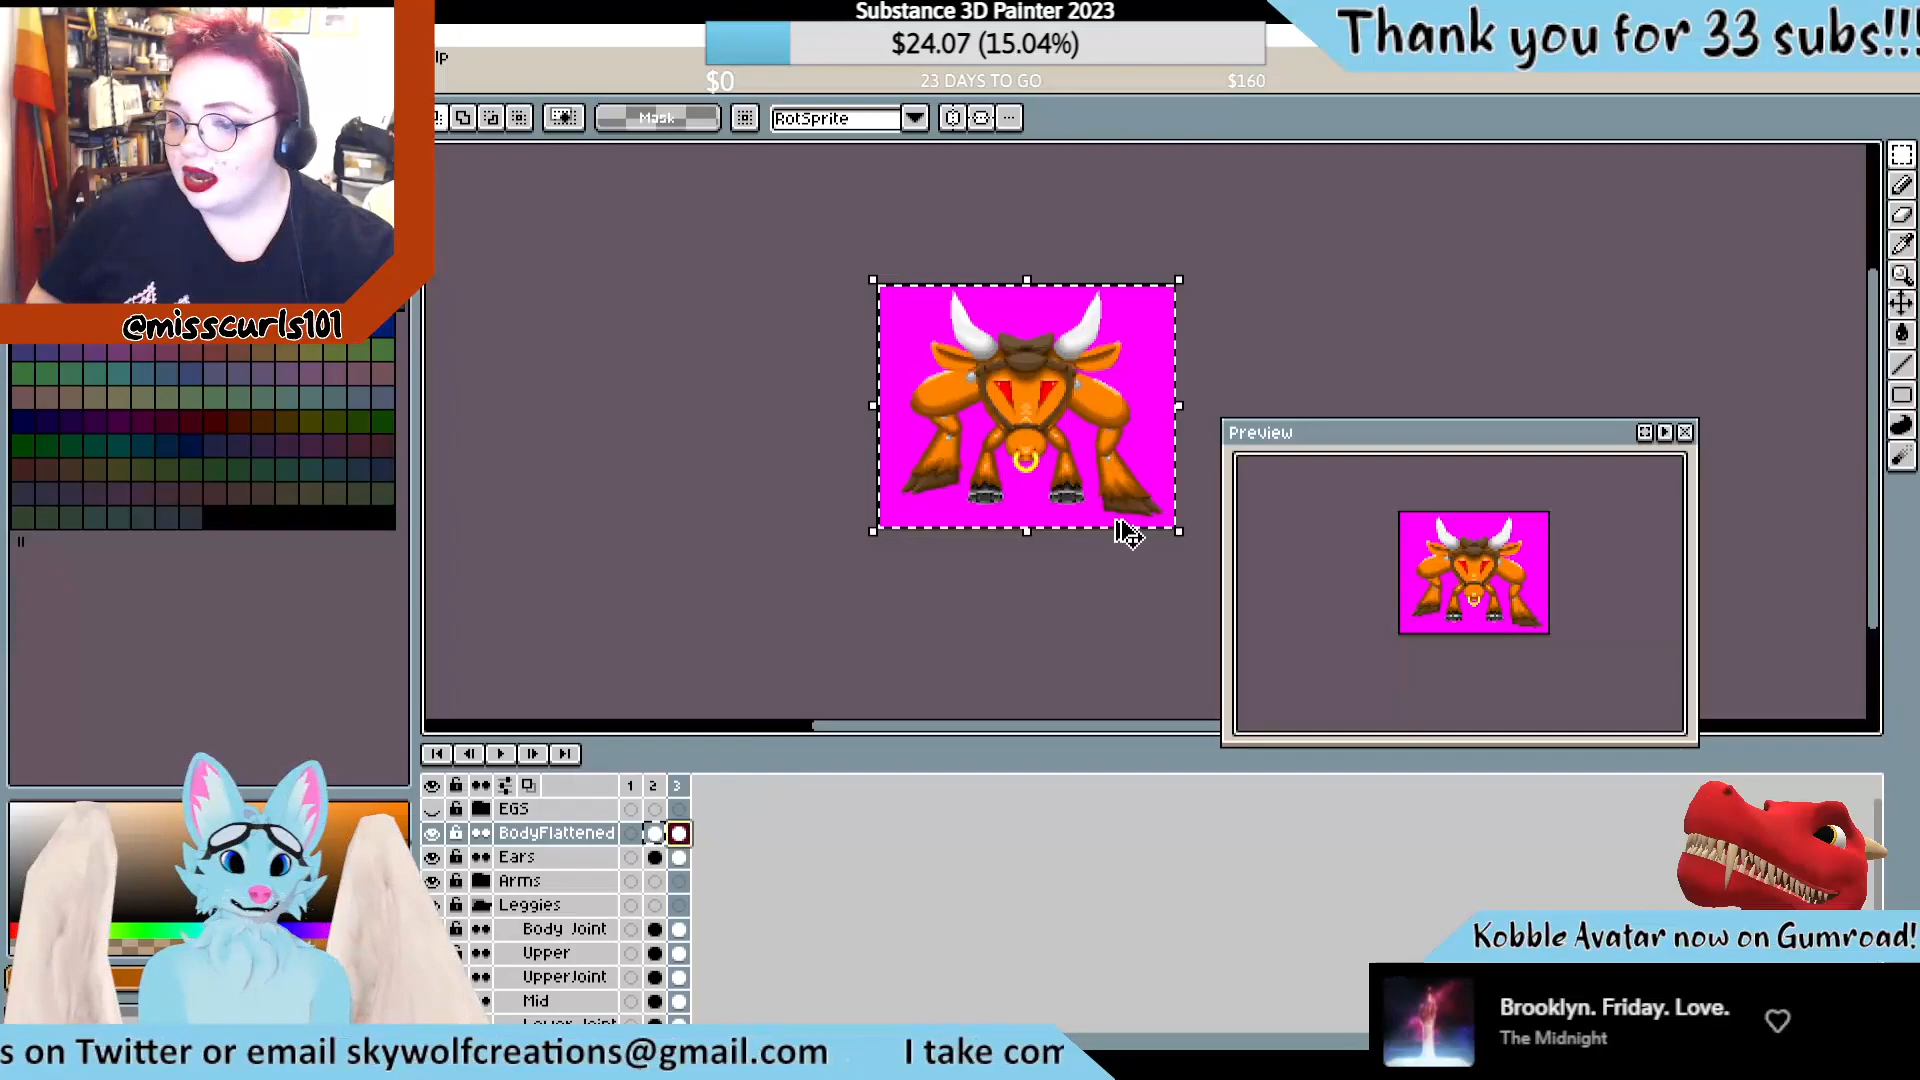 Substance 3D Painter 2023
$24.07 (15.04%)
$0
23 DAYS TO GO
$160
Thank you for 33 subs!!!
lp
Mask
RotSprite
@misscurls101
Preview
1 2 3
EGS
BodyFlattened
Ears
Arms
Leggies
Body Joint
Upper
UpperJoint
Mid
Lower Joint
Kobble Avatar now on Gumroad!
Brooklyn. Friday. Love.
The Midnight
s on Twitter or email skywolfcreations@gmail.com
I take com